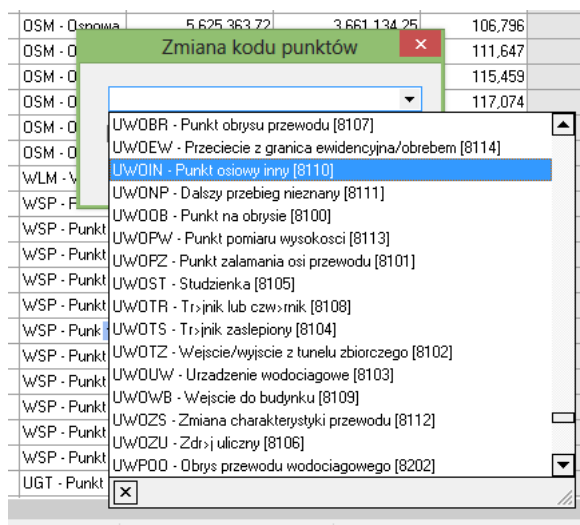 OSM - Osnowa 5 625 363,72 3 661 134,25 106,796
OSM - O 111,647
OSM - O 115,459
OSM - O 117,074
OSM - O
OSM - O
WLM - W
WSP - P
WSP - Punkt
WSP - Punkt
WSP - Punkt
WSP - Punkt
WSP - Punk
WSP - Punkt
WSP - Punkt
WSP - Punkt
WSP - Punkt
WSP - Punkt
UGT - Punkt
Zmiana kodu punktów
UWOBR - Punkt obrysu przewodu [8107]
UWOEW - Przeciecie z granica ewidencyjna/obrebem [8114]
UWOIN - Punkt osiowy inny [8110]
UWONP - Dalszy przebieg nieznany [8111]
UWOOB - Punkt na obrysie [8100]
UWOPW - Punkt pomiaru wysokosci [8113]
UWOPZ - Punkt zalamania osi przewodu [8101]
UWOST - Studzienka [8105]
UWOTR - Tr›jnik lub czw›rnik [8108]
UWOTS - Tr›jnik zaslepiony [8104]
UWOTZ - Wejscie/wyjscie z tunelu zbiorczego [8102]
UWOUW - Urzadzenie wodociagowe [8103]
UWOWB - Wejscie do budynku [8109]
UWOZS - Zmiana charakterystyki przewodu [8112]
UWOZU - Zdr›j uliczny [8106]
UWPOO - Obrys przewodu wodociagowego [8202]